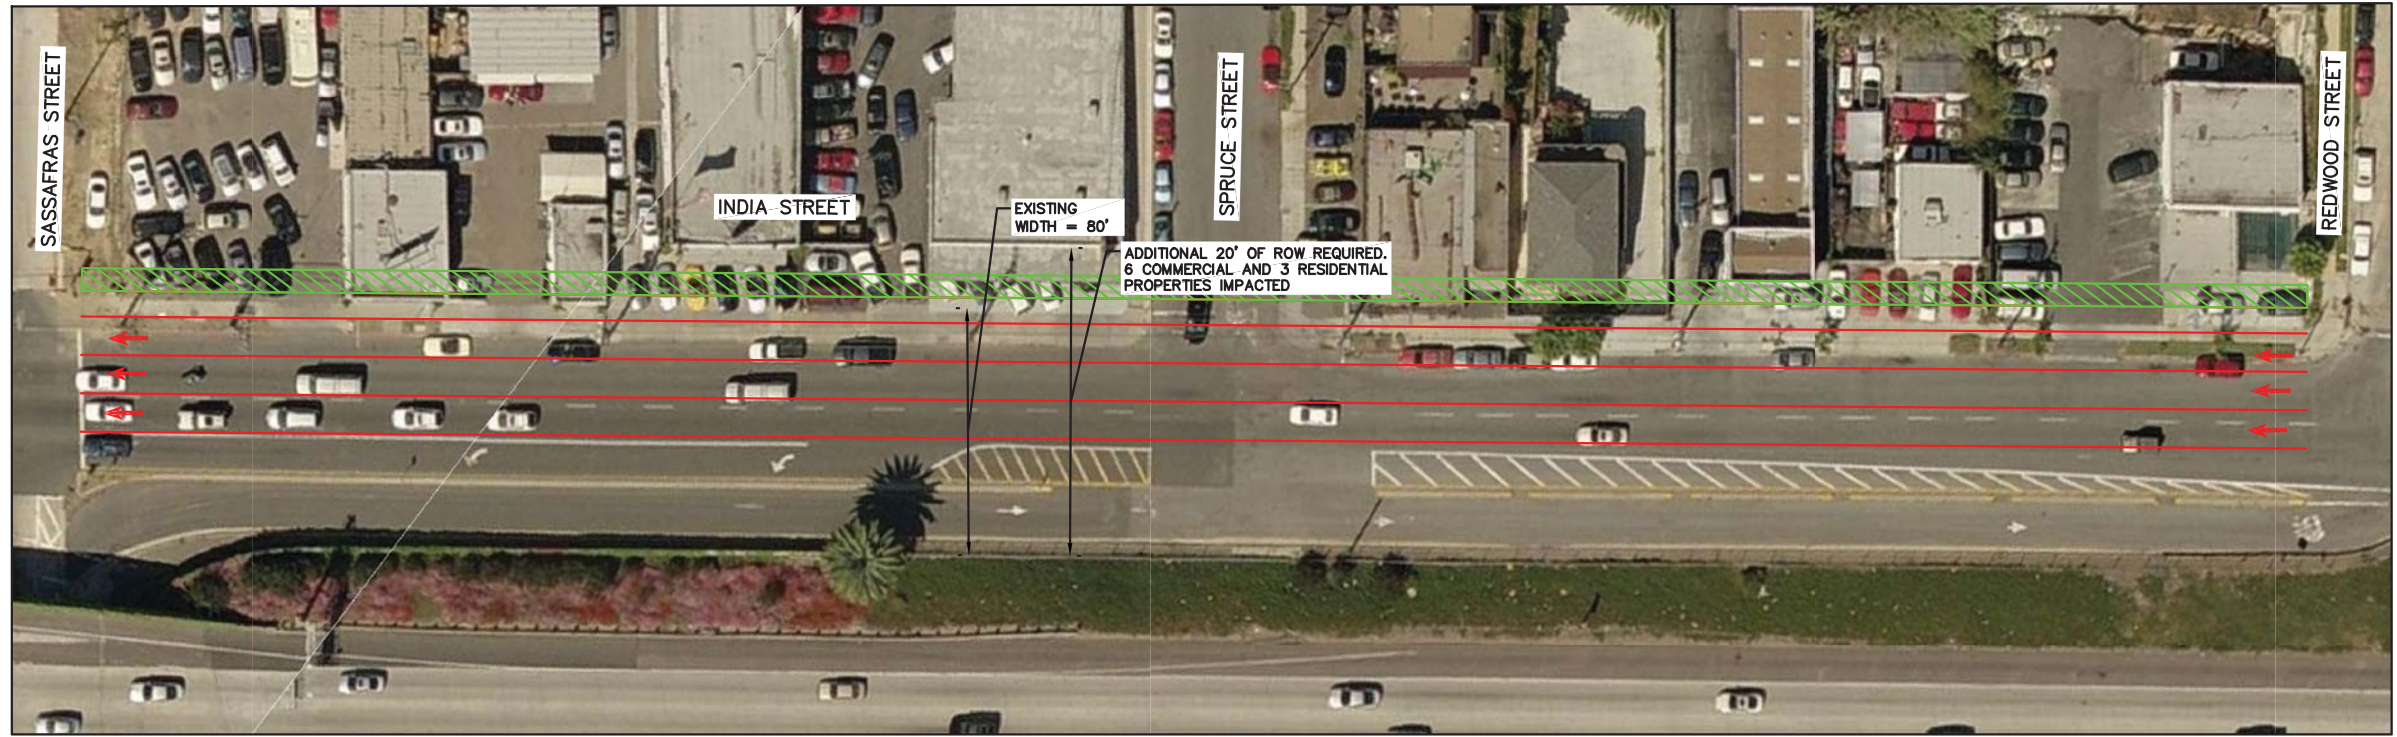 SASSAFRAS STREET
INDIA STREET
EXISTING
WIDTH = 80'
SPRUCE STREET
ADDITIONAL 20' OF ROW REQUIRED.
6 COMMERCIAL AND 3 RESIDENTIAL
PROPERTIES IMPACTED
REDWOOD STREET